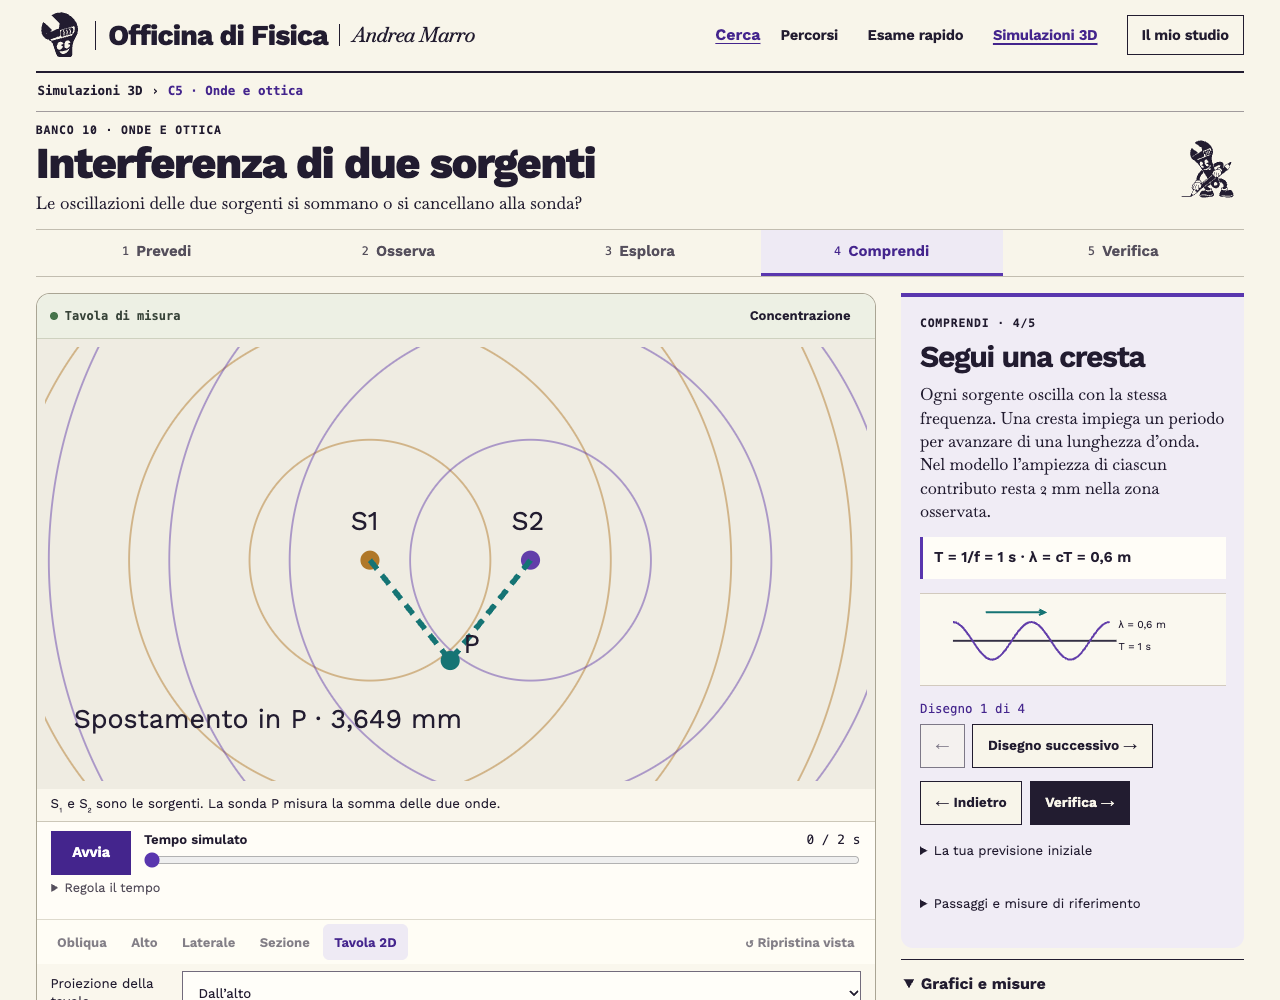 Officina di Fisica
Andrea Marro
Cerca
Percorsi
Esame rapido
Simulazioni 3D
Il mio studio
Simulazioni 3D › C5 · Onde e ottica
BANCO 10 · ONDE E OTTICA
Interferenza di due sorgenti
Le oscillazioni delle due sorgenti si sommano o si cancellano alla sonda?
1 Prevedi
2 Osserva
3 Esplora
4 Comprendi
5 Verifica
Tavola di misura
Concentrazione
S1
S2
P
Spostamento in P · 3,649 mm
S₁ e S₂ sono le sorgenti. La sonda P misura la somma delle due onde.
Avvia
Tempo simulato
0 / 2 s
▶ Regola il tempo
Obliqua
Alto
Laterale
Sezione
Tavola 2D
↺ Ripristina vista
Proiezione della
tavola
Dall’alto
COMPRENDI · 4/5
Segui una cresta
Ogni sorgente oscilla con la stessa
frequenza. Una cresta impiega un periodo
per avanzare di una lunghezza d’onda.
Nel modello l’ampiezza di ciascun
contributo resta 2 mm nella zona
osservata.
T = 1/f = 1 s · λ = cT = 0,6 m
λ = 0,6 m
T = 1 s
Disegno 1 di 4
←
Disegno successivo →
← Indietro
Verifica →
▶ La tua previsione iniziale
▶ Passaggi e misure di riferimento
▼ Grafici e misure